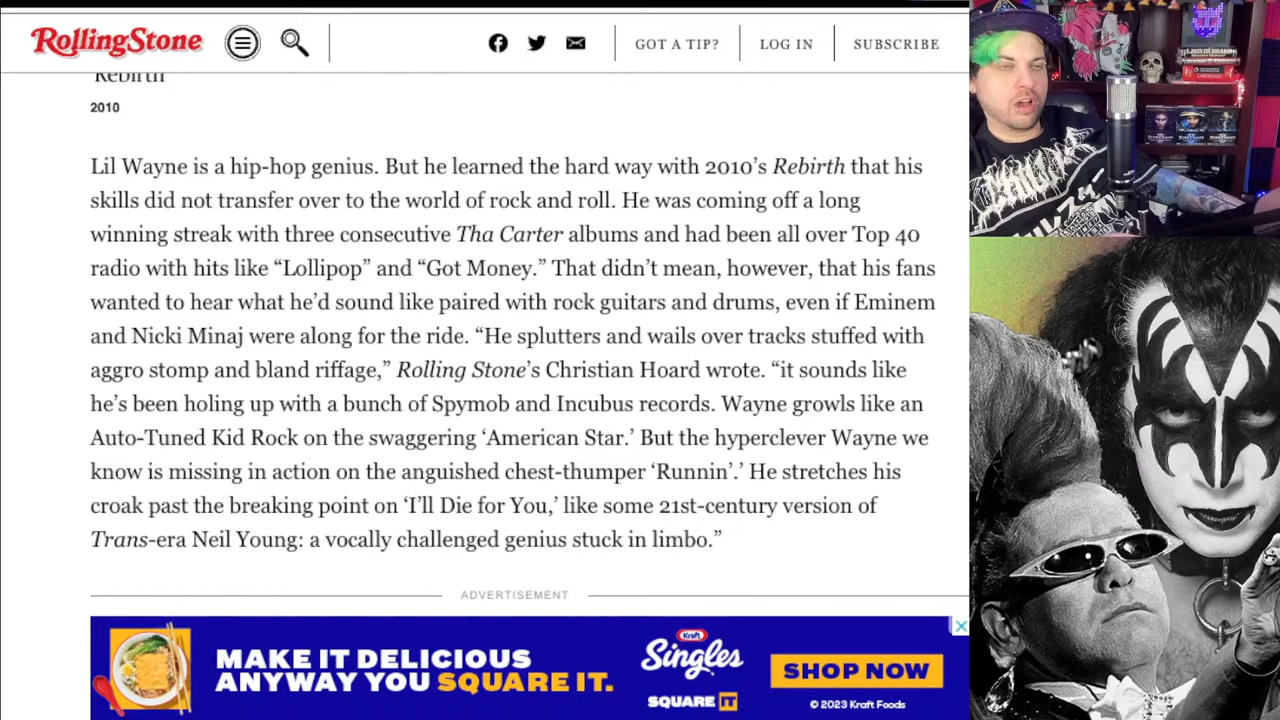 RollingStone
GOT A TIP?
LOG IN
SUBSCRIBE
'Rebirth'
2010
Lil Wayne is a hip-hop genius. But he learned the hard way with 2010’s Rebirth that his
skills did not transfer over to the world of rock and roll. He was coming off a long
winning streak with three consecutive Tha Carter albums and had been all over Top 40
radio with hits like “Lollipop” and “Got Money.” That didn’t mean, however, that his fans
wanted to hear what he’d sound like paired with rock guitars and drums, even if Eminem
and Nicki Minaj were along for the ride. “He splutters and wails over tracks stuffed with
aggro stomp and bland riffage,” Rolling Stone’s Christian Hoard wrote. “it sounds like
he’s been holing up with a bunch of Spymob and Incubus records. Wayne growls like an
Auto-Tuned Kid Rock on the swaggering ‘American Star.’ But the hyperclever Wayne we
know is missing in action on the anguished chest-thumper ‘Runnin’.’ He stretches his
croak past the breaking point on ‘I’ll Die for You,’ like some 21st-century version of
Trans-era Neil Young: a vocally challenged genius stuck in limbo.”
ADVERTISEMENT
MAKE IT DELICIOUS
ANYWAY YOU SQUARE IT.
Kraft
Singles
SQUARE IT
SHOP NOW
© 2023 Kraft Foods